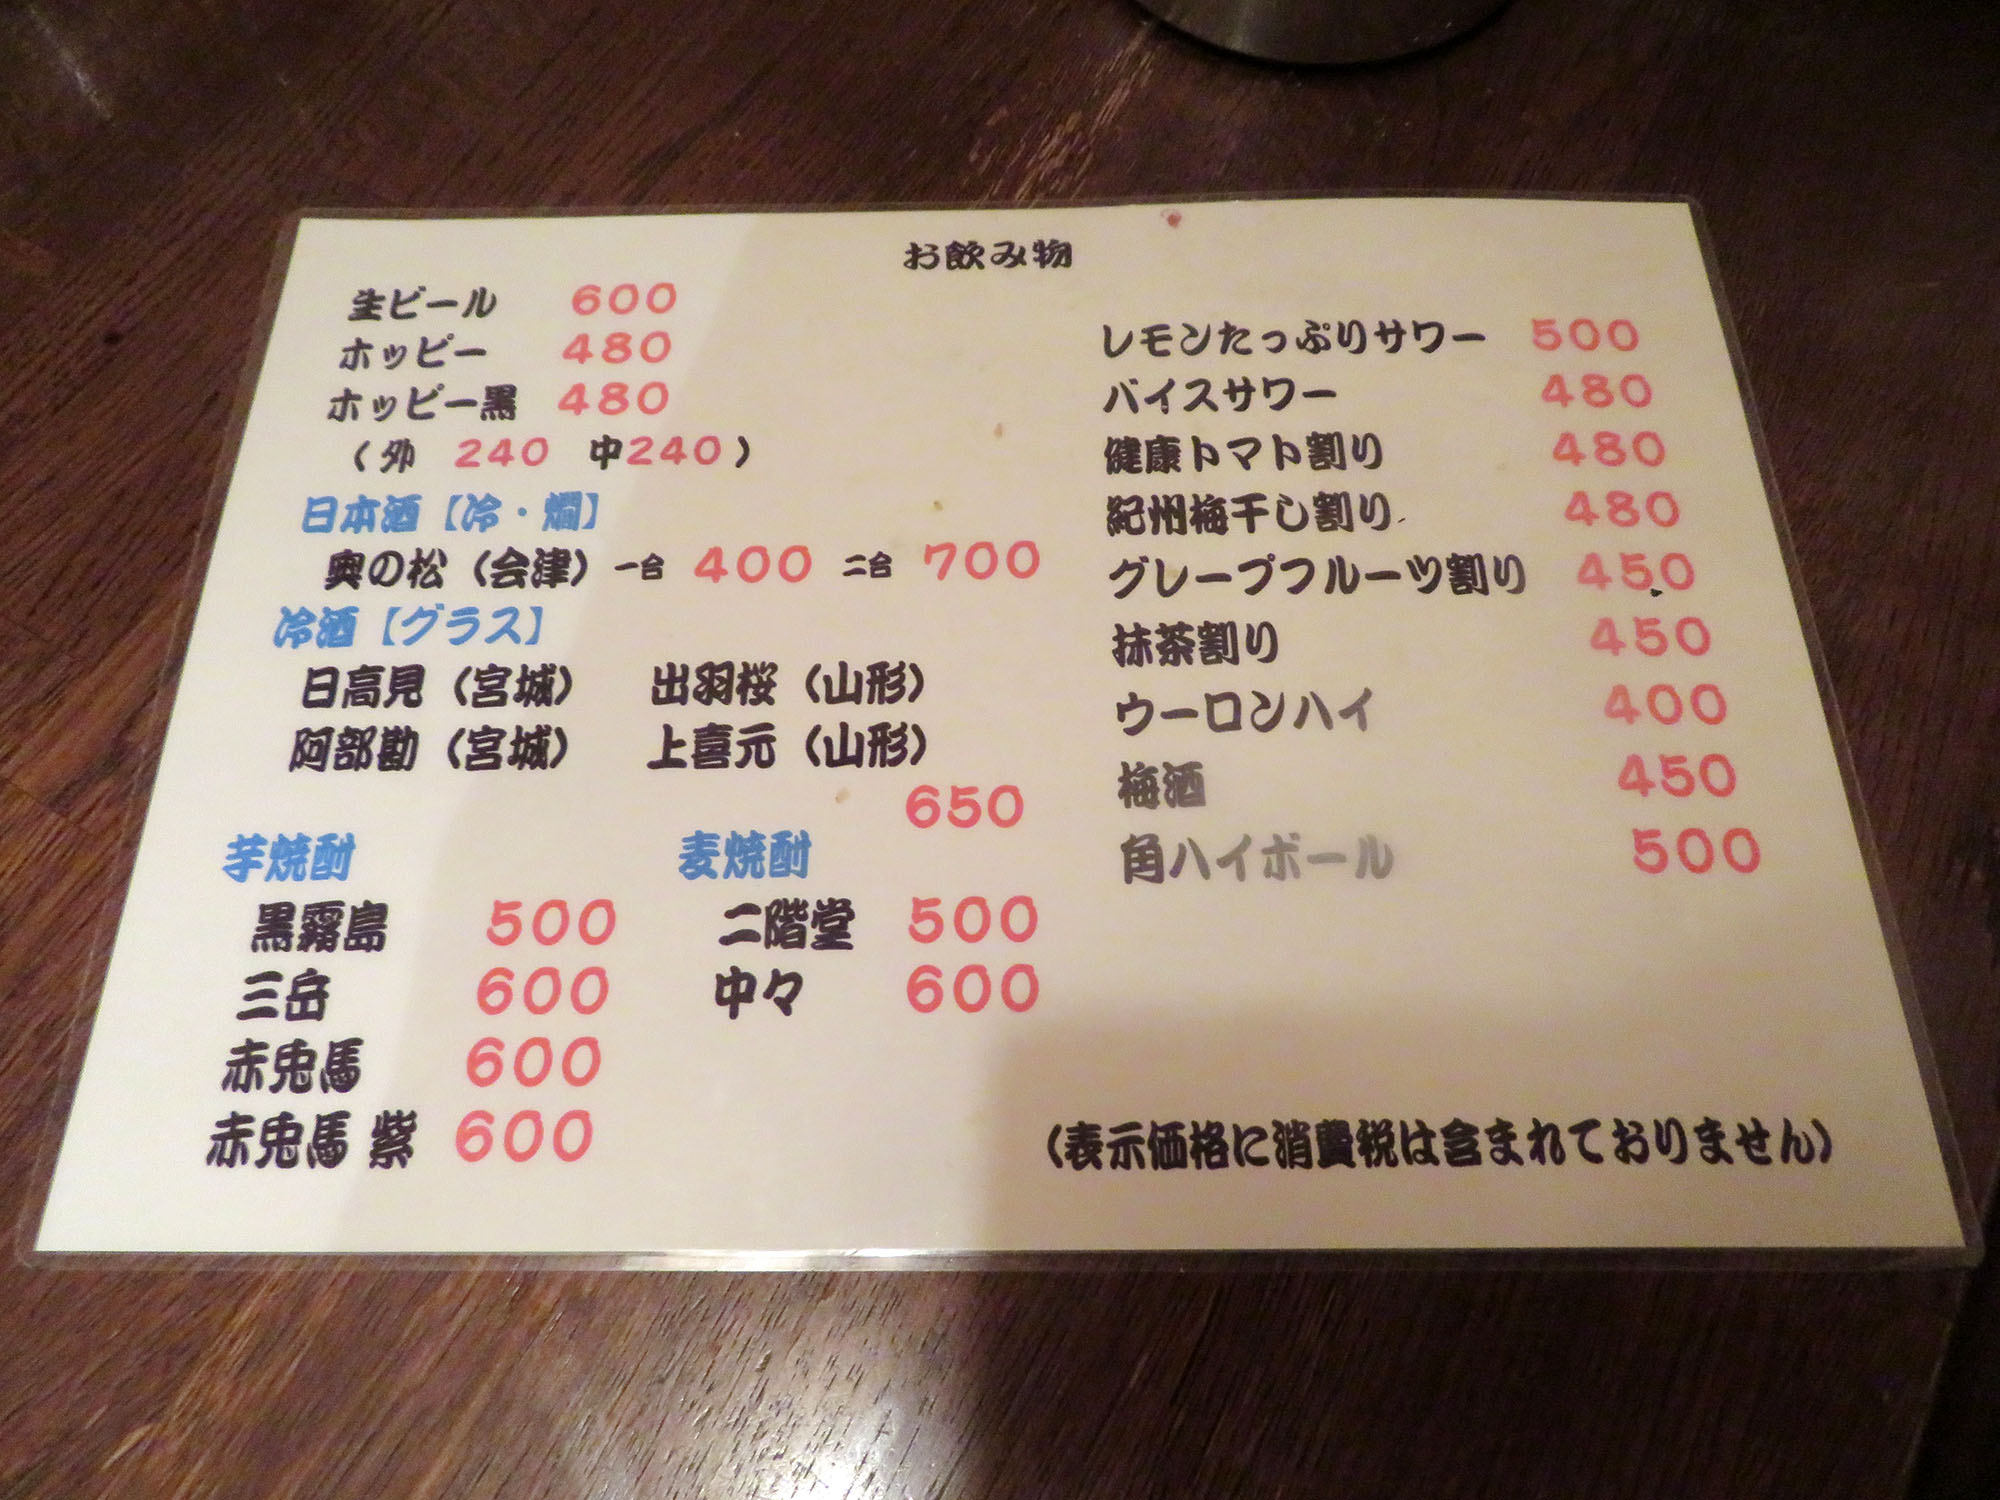 お飲み物
生ビール 600
ホッピー 480
ホッピー黒 480
（外 240 中240）
日本酒【冷・燗】
奥の松（会津）一合 400 二合 700
冷酒【グラス】
日高見（宮城） 出羽桜（山形）
阿部勘（宮城） 上喜元（山形）
650
芋焼酎
黒霧島 500
三岳 600
赤兎馬 600
赤兎馬 紫 600
麦焼酎
二階堂 500
中々 600
レモンたっぷりサワー 500
バイスサワー 480
健康トマト割り 480
紀州梅干し割り 480
グレープフルーツ割り 450
抹茶割り 450
ウーロンハイ 400
梅酒 450
角ハイボール 500
（表示価格に消費税は含まれておりません）